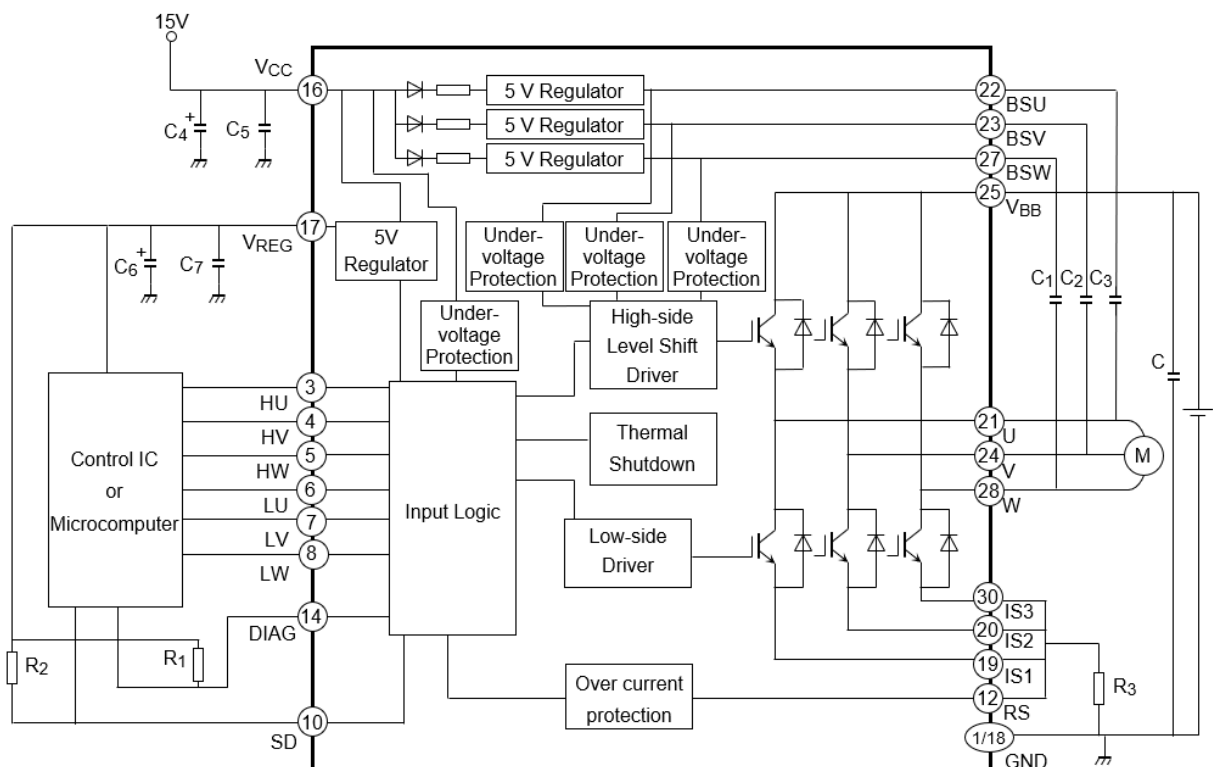 15V
VCC
16
C4
+
C5
5 V Regulator
5 V Regulator
5 V Regulator
22
BSU
23
BSV
27
BSW
25
VBB
17
VREG
C6
+
C7
5V
Regulator
Under-
voltage
Protection
Under-
voltage
Protection
Under-
voltage
Protection
Under-
voltage
Protection
High-side
Level Shift
Driver
C1
C2
C3
C
Control IC
or
Microcomputer
3
HU
4
HV
5
HW
6
LU
7
LV
8
LW
14
DIAG
Input Logic
Thermal
Shutdown
Low-side
Driver
21
U
24
V
28
W
M
30
IS3
20
IS2
19
IS1
12
RS
1/18
GND
R2
R1
10
SD
Over current
protection
R3